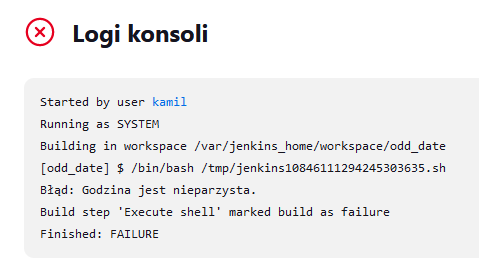 Logi konsoli
Started by user kamil
Running as SYSTEM
Building in workspace /var/jenkins_home/workspace/odd_date
[odd_date] $ /bin/bash /tmp/jenkins10846111294245303635.sh
Błąd: Godzina jest nieparzysta.
Build step 'Execute shell' marked build as failure
Finished: FAILURE